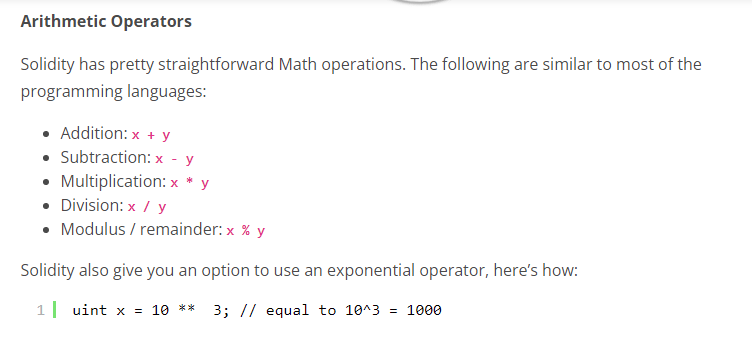 Arithmetic Operators
Solidity has pretty straightforward Math operations. The following are similar to most of the
programming languages:
• Addition: x + y
• Subtraction: x - y
• Multiplication: x * y
• Division: x / y
• Modulus / remainder: x % y
Solidity also give you an option to use an exponential operator, here’s how:
1 uint x = 10 ** 3; // equal to 10^3 = 1000